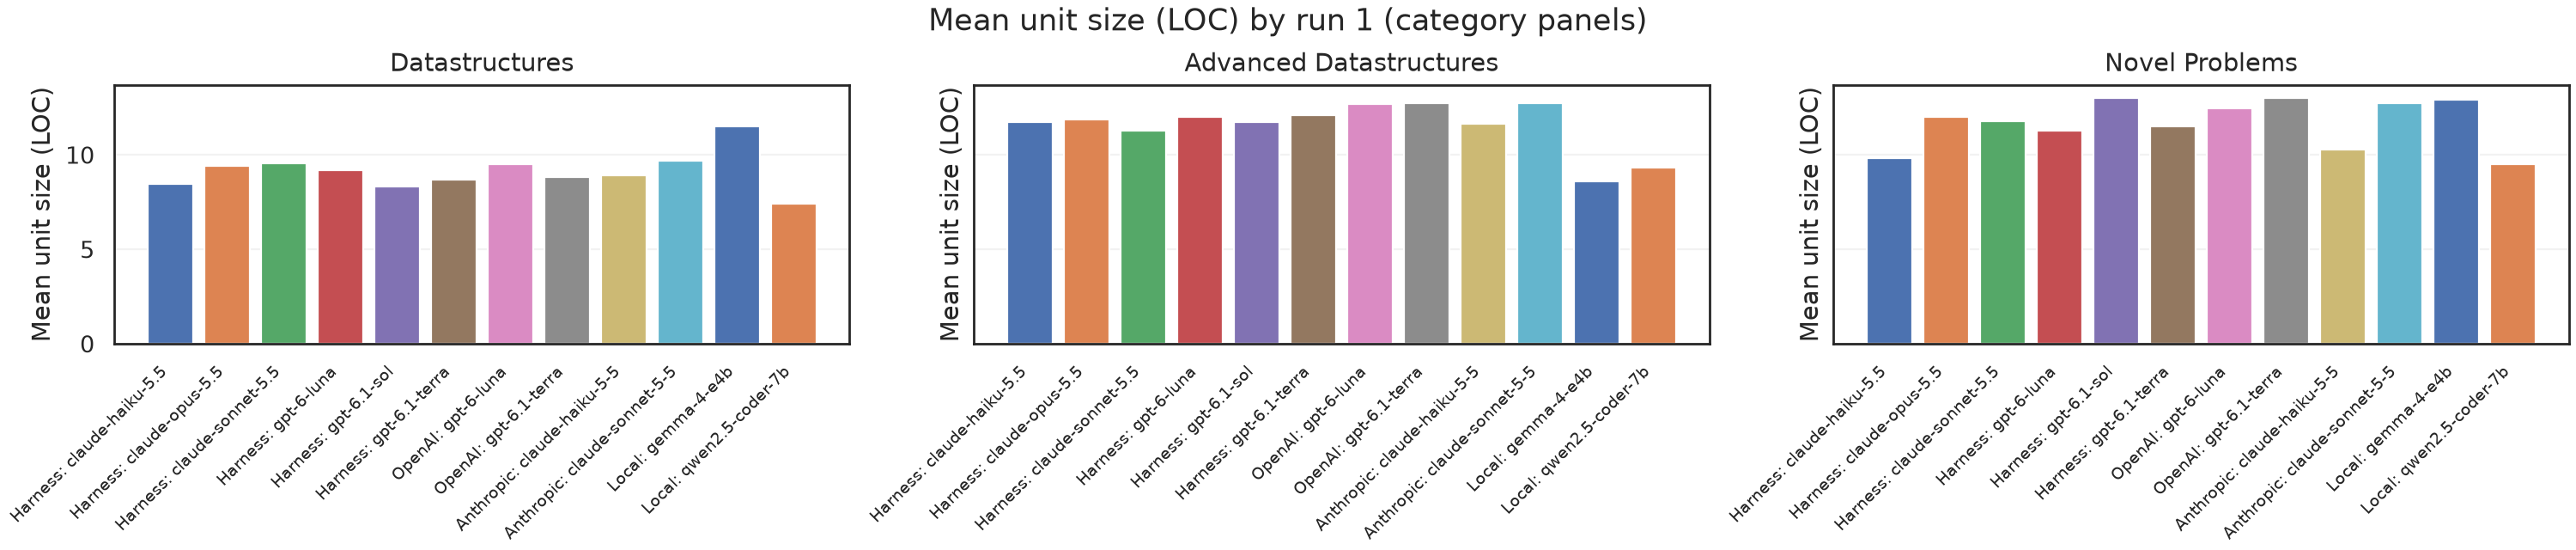 Mean unit size (LOC) by run 1 (category panels)
Datastructures
Mean unit size (LOC)
10
5
0
Harness: claude-haiku-5.5
Harness: claude-opus-5.5
Harness: claude-sonnet-5.5
Harness: gpt-6-luna
Harness: gpt-6.1-sol
Harness: gpt-6.1-terra
OpenAI: gpt-6-luna
OpenAI: gpt-6.1-terra
Anthropic: claude-haiku-5-5
Anthropic: claude-sonnet-5-5
Local: gemma-4-e4b
Local: qwen2.5-coder-7b
Advanced Datastructures
Mean unit size (LOC)
Harness: claude-haiku-5.5
Harness: claude-opus-5.5
Harness: claude-sonnet-5.5
Harness: gpt-6-luna
Harness: gpt-6.1-sol
Harness: gpt-6.1-terra
OpenAI: gpt-6-luna
OpenAI: gpt-6.1-terra
Anthropic: claude-haiku-5-5
Anthropic: claude-sonnet-5-5
Local: gemma-4-e4b
Local: qwen2.5-coder-7b
Novel Problems
Mean unit size (LOC)
Harness: claude-haiku-5.5
Harness: claude-opus-5.5
Harness: claude-sonnet-5.5
Harness: gpt-6-luna
Harness: gpt-6.1-sol
Harness: gpt-6.1-terra
OpenAI: gpt-6-luna
OpenAI: gpt-6.1-terra
Anthropic: claude-haiku-5-5
Anthropic: claude-sonnet-5-5
Local: gemma-4-e4b
Local: qwen2.5-coder-7b